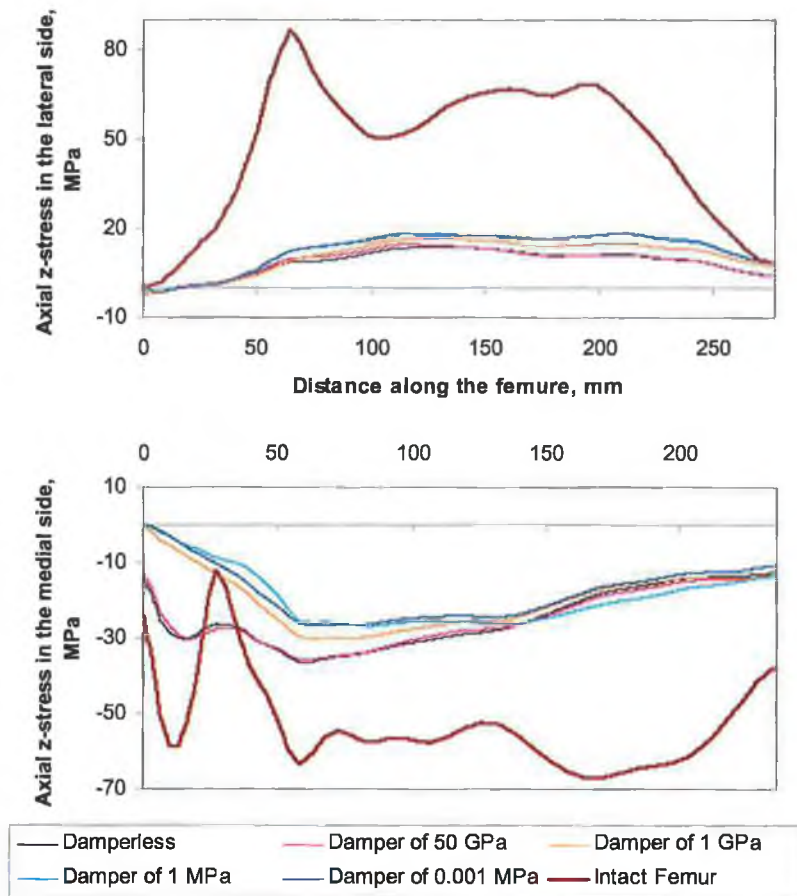 Axial z-stress in the lateral side,
MPa
80
50
20
-10
0 50 100 150 200 250
Distance along the femure, mm
0 50 100 150 200
Axial z-stress in the medial side,
MPa
10
-10
-30
-50
-70
Damperless Damper of 50 GPa Damper of 1 GPa
Damper of 1 MPa Damper of 0.001 MPa Intact Femur